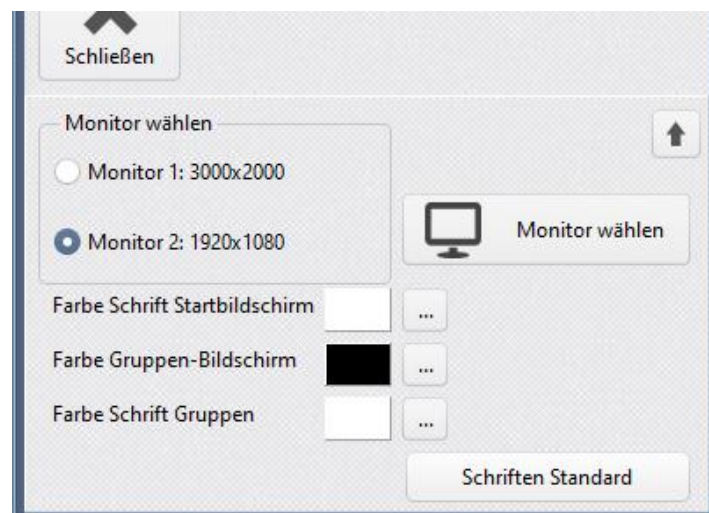 Schließen
Monitor wählen
Monitor 1: 3000x2000
Monitor 2: 1920x1080
Monitor wählen
Farbe Schrift Startbildschirm ...
Farbe Gruppen-Bildschirm ...
Farbe Schrift Gruppen ...
Schriften Standard